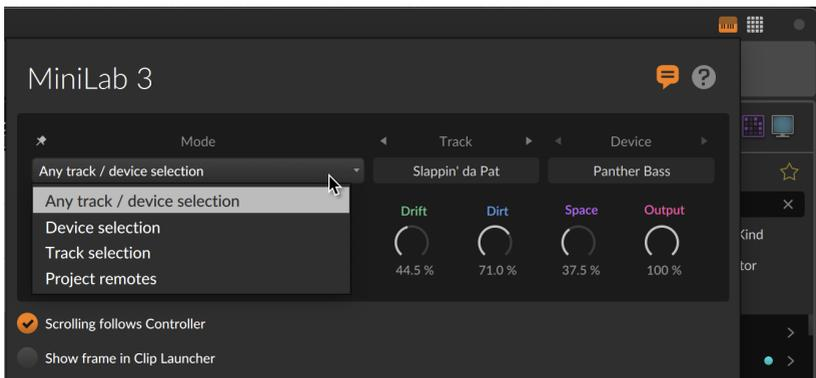 MiniLab 3
Mode
Track
Device
Any track / device selection
Slappin' da Pat
Panther Bass
Any track / device selection
Device selection
Track selection
Project remotes
Drift
Dirt
Space
Output
44.5 %
71.0 %
37.5 %
100 %
Scrolling follows Controller
Show frame in Clip Launcher
Kind
tor